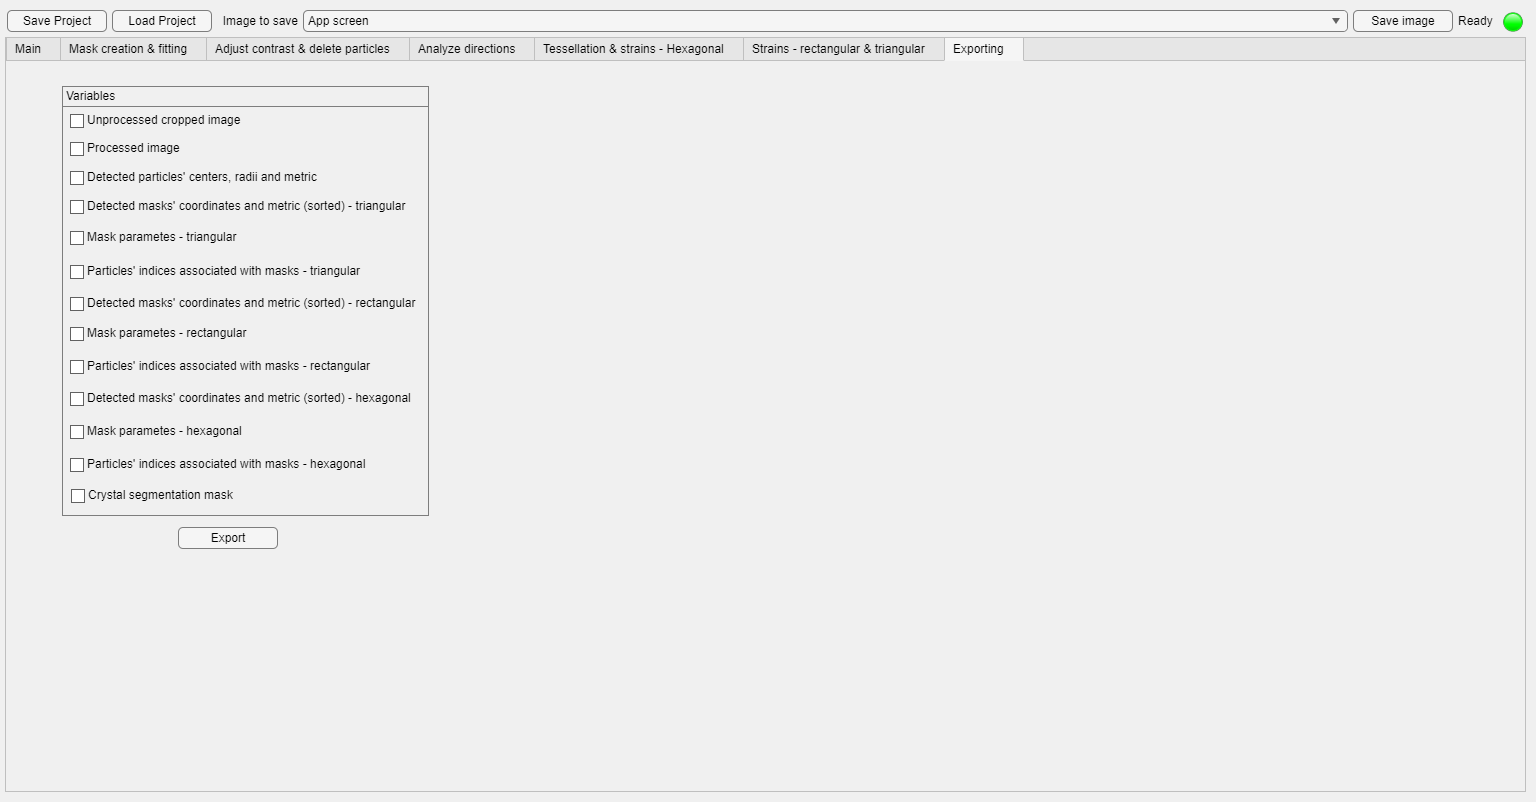 Save Project Load Project Image to save App screen Save image Ready
Main Mask creation & fitting Adjust contrast & delete particles Analyze directions Tessellation & strains - Hexagonal Strains - rectangular & triangular Exporting
Variables
Unprocessed cropped image
Processed image
Detected particles' centers, radii and metric
Detected masks' coordinates and metric (sorted) - triangular
Mask parametes - triangular
Particles' indices associated with masks - triangular
Detected masks' coordinates and metric (sorted) - rectangular
Mask parametes - rectangular
Particles' indices associated with masks - rectangular
Detected masks' coordinates and metric (sorted) - hexagonal
Mask parametes - hexagonal
Particles' indices associated with masks - hexagonal
Crystal segmentation mask
Export